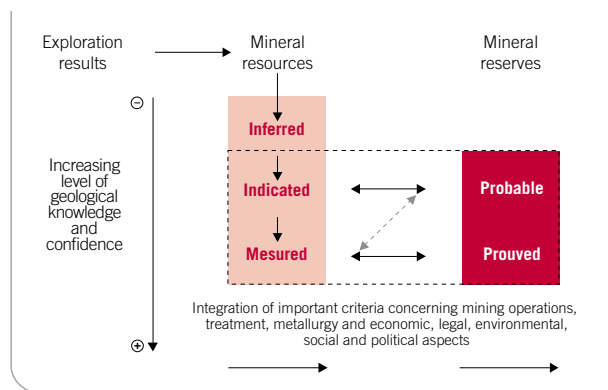 Exploration
results
Mineral
resources
Mineral
reserves
⊖
Inferred
Increasing
level of
geological
knowledge
and
confidence
Indicated
Probable
Mesured
Prouved
⊕
Integration of important criteria concerning mining operations,
treatment, metallurgy and economic, legal, environmental,
social and political aspects